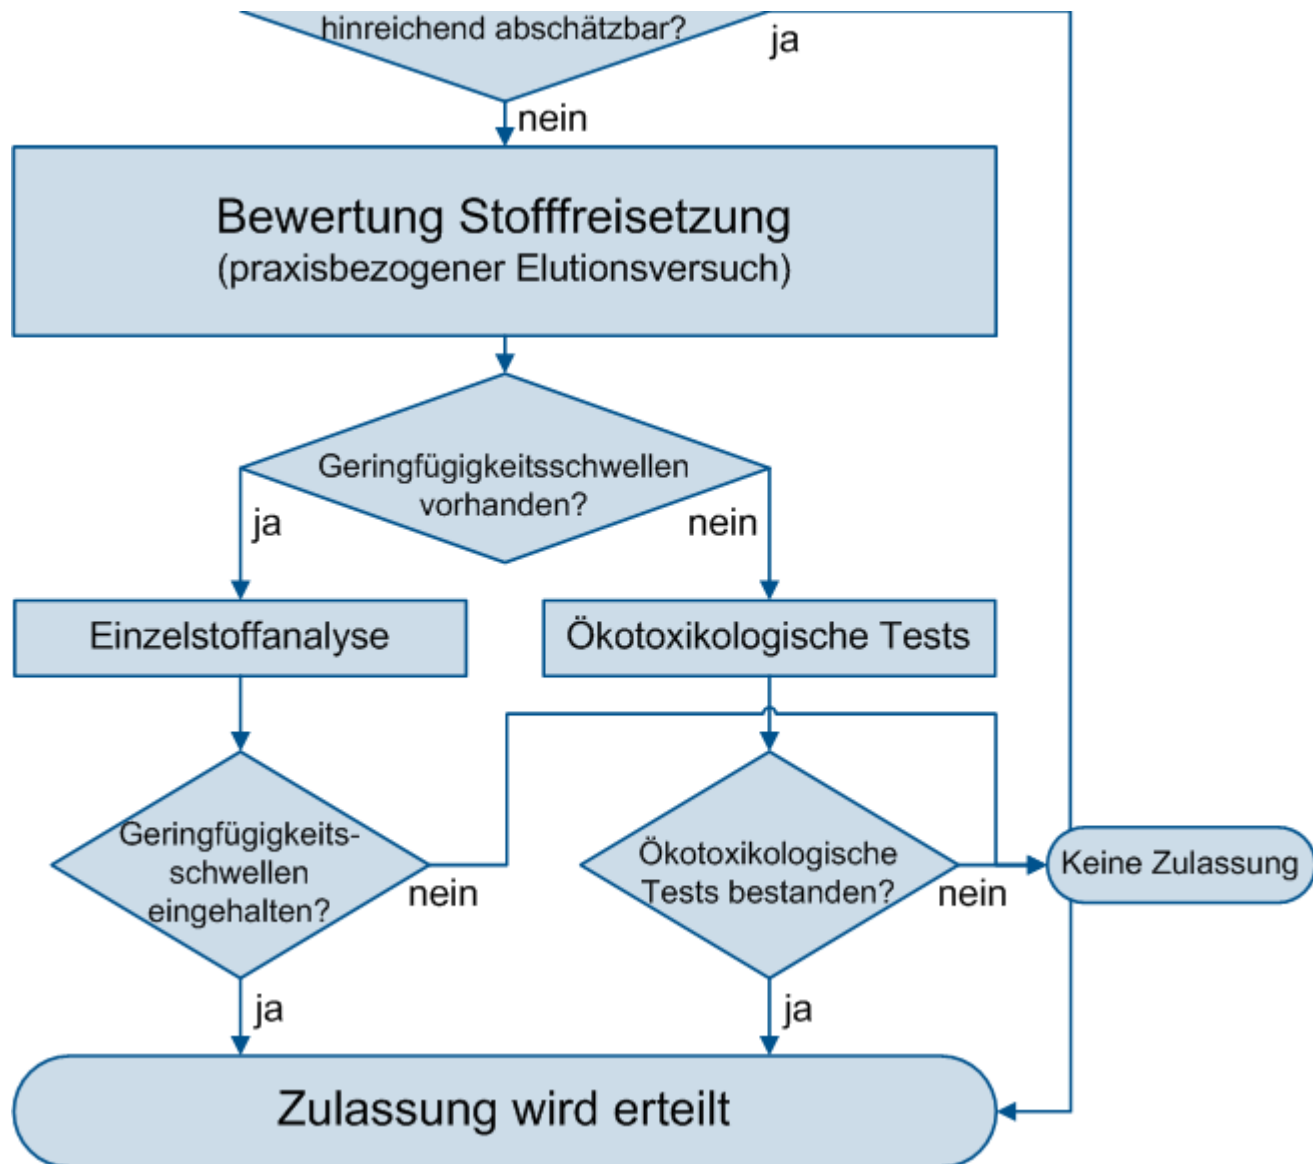 hinreichend abschätzbar?
ja
nein
Bewertung Stofffreisetzung
(praxisbezogener Elutionsversuch)
Geringfügigkeitsschwellen
vorhanden?
ja
nein
Einzelstoffanalyse
Ökotoxikologische Tests
Geringfügigkeits-
schwellen
eingehalten?
nein
Ökotoxikologische
Tests bestanden?
nein
Keine Zulassung
ja
ja
Zulassung wird erteilt